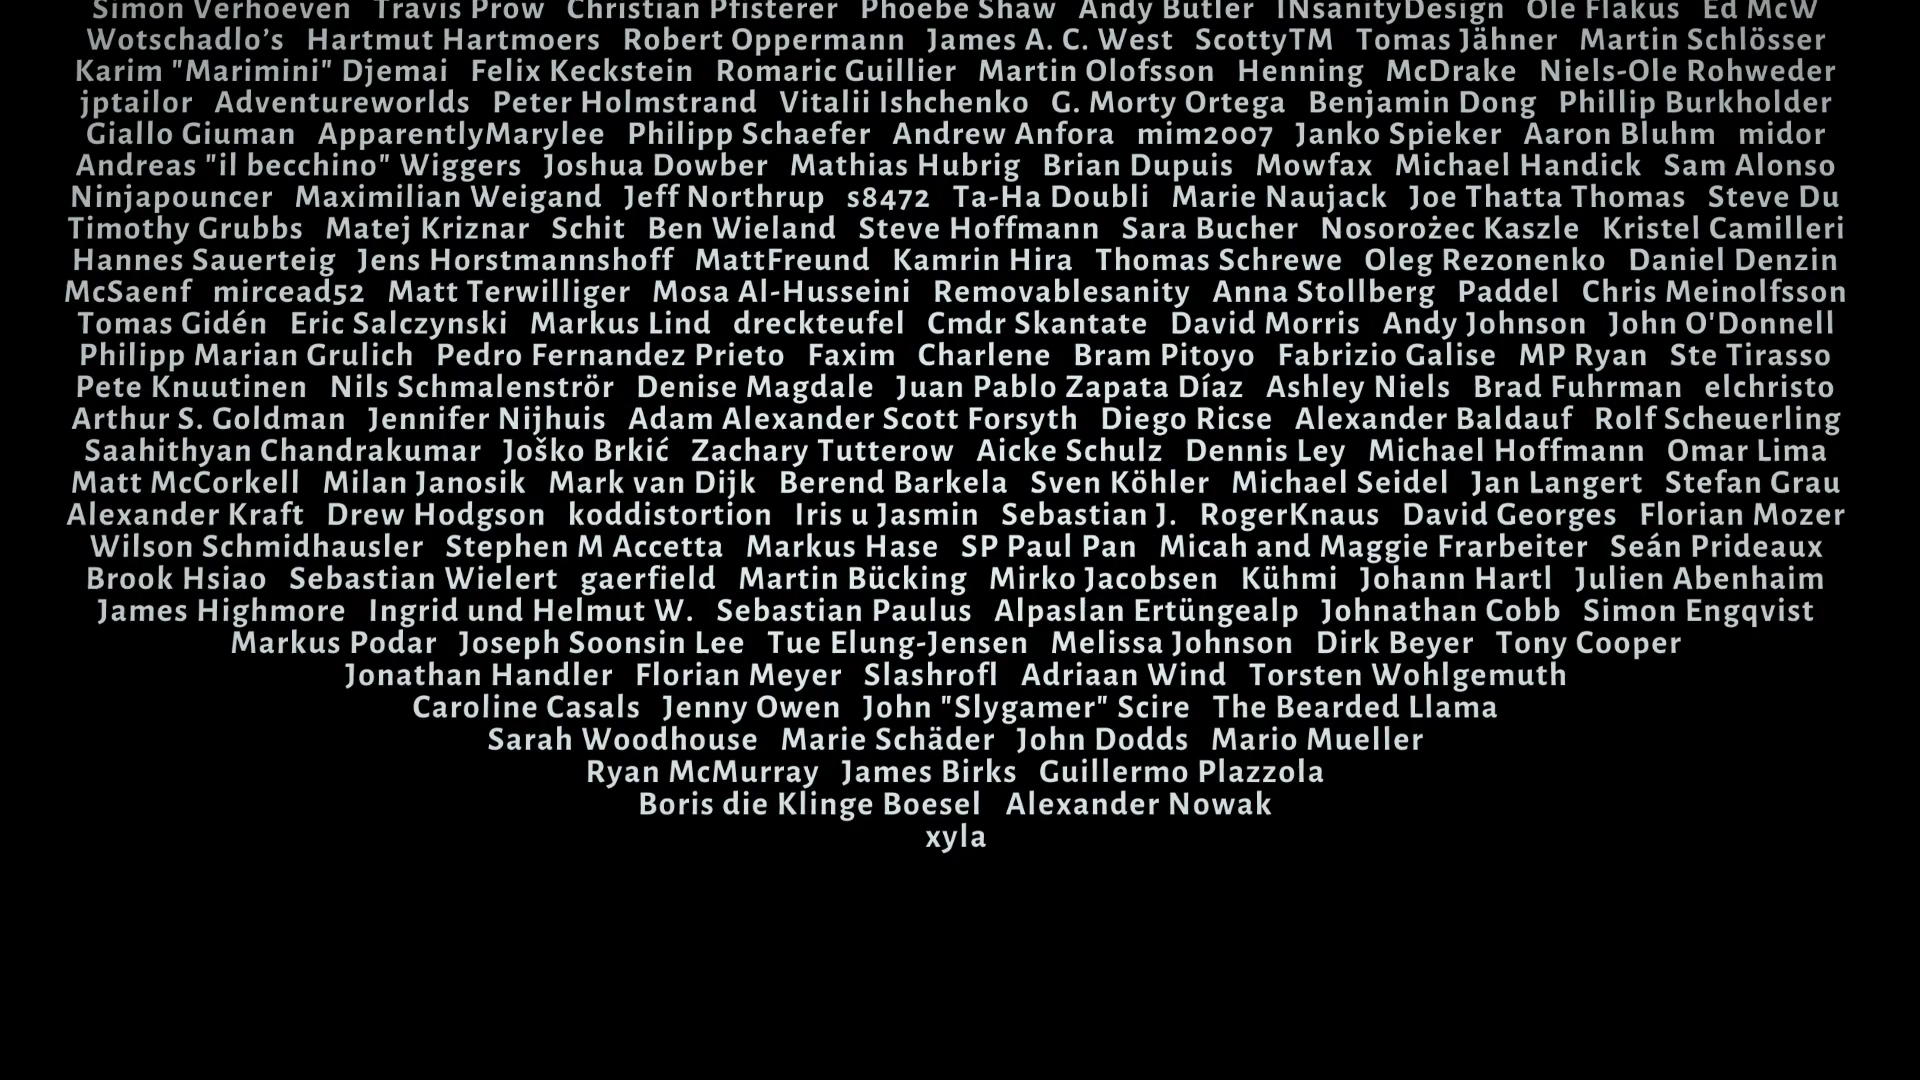 Simon Verhoeven Travis Prow Christian Pfisterer Phoebe Shaw Andy Butler INsanityDesign Ole Flakus Ed McW
Wotschadlo’s Hartmut Hartmoers Robert Oppermann James A. C. West ScottyTM Tomas Jähner Martin Schlösser
Karim "Marimini" Djemai Felix Keckstein Romaric Guillier Martin Olofsson Henning McDrake Niels-Ole Rohweder
jptailor Adventureworlds Peter Holmstrand Vitalii Ishchenko G. Morty Ortega Benjamin Dong Phillip Burkholder
Giallo Giuman ApparentlyMarylee Philipp Schaefer Andrew Anfora mim2007 Janko Spieker Aaron Bluhm midor
Andreas "il becchino" Wiggers Joshua Dowber Mathias Hubrig Brian Dupuis Mowfax Michael Handick Sam Alonso
Ninjapouncer Maximilian Weigand Jeff Northrup s8472 Ta-Ha Doubli Marie Naujack Joe Thatta Thomas Steve Du
Timothy Grubbs Matej Kriznar Schit Ben Wieland Steve Hoffmann Sara Bucher Nosorożec Kaszle Kristel Camilleri
Hannes Sauerteig Jens Horstmannshoff MattFreund Kamrin Hira Thomas Schrewe Oleg Rezonenko Daniel Denzin
McSaenf mircead52 Matt Terwilliger Mosa Al-Husseini Removablesanity Anna Stollberg Paddel Chris Meinolfsson
Tomas Gidén Eric Salczynski Markus Lind dreckteufel Cmdr Skantate David Morris Andy Johnson John O'Donnell
Philipp Marian Grulich Pedro Fernandez Prieto Faxim Charlene Bram Pitoyo Fabrizio Galise MP Ryan Ste Tirasso
Pete Knuutinen Nils Schmalenströr Denise Magdale Juan Pablo Zapata Díaz Ashley Niels Brad Fuhrman elchristo
Arthur S. Goldman Jennifer Nijhuis Adam Alexander Scott Forsyth Diego Ricse Alexander Baldauf Rolf Scheuerling
Saahithyan Chandrakumar Joško Brkić Zachary Tutterow Aicke Schulz Dennis Ley Michael Hoffmann Omar Lima
Matt McCorkell Milan Janosik Mark van Dijk Berend Barkela Sven Köhler Michael Seidel Jan Langert Stefan Grau
Alexander Kraft Drew Hodgson koddistortion Iris u Jasmin Sebastian J. RogerKnaus David Georges Florian Mozer
Wilson Schmidhausler Stephen M Accetta Markus Hase SP Paul Pan Micah and Maggie Frarbeiter Seán Prideaux
Brook Hsiao Sebastian Wielert gaerfield Martin Bücking Mirko Jacobsen Kühmi Johann Hartl Julien Abenhaim
James Highmore Ingrid und Helmut W. Sebastian Paulus Alpaslan Ertüngealp Johnathan Cobb Simon Engqvist
Markus Podar Joseph Soonsin Lee Tue Elung-Jensen Melissa Johnson Dirk Beyer Tony Cooper
Jonathan Handler Florian Meyer Slashrofl Adriaan Wind Torsten Wohlgemuth
Caroline Casals Jenny Owen John "Slygamer" Scire The Bearded Llama
Sarah Woodhouse Marie Schäder John Dodds Mario Mueller
Ryan McMurray James Birks Guillermo Plazzola
Boris die Klinge Boesel Alexander Nowak
xyla